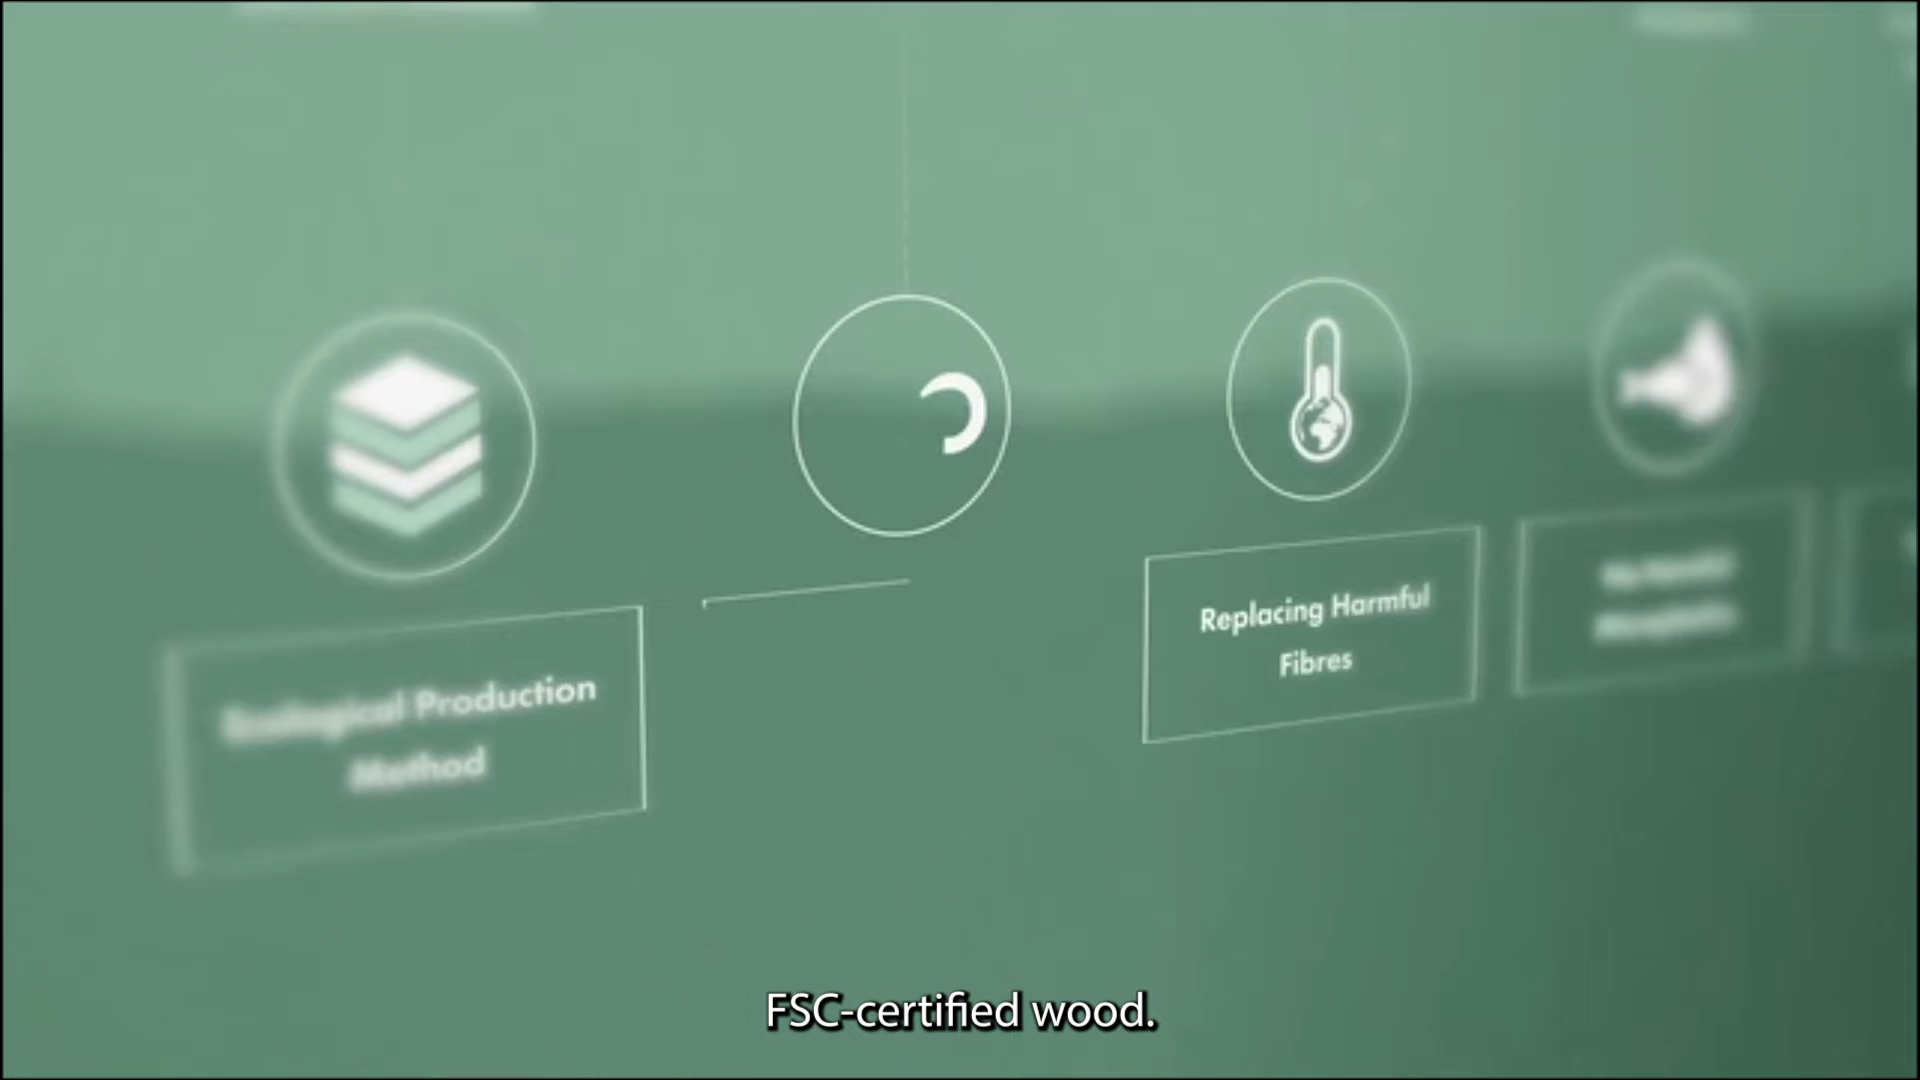 Ecological Production
Method
Replacing Harmful
Fibres
FSC-certified wood.